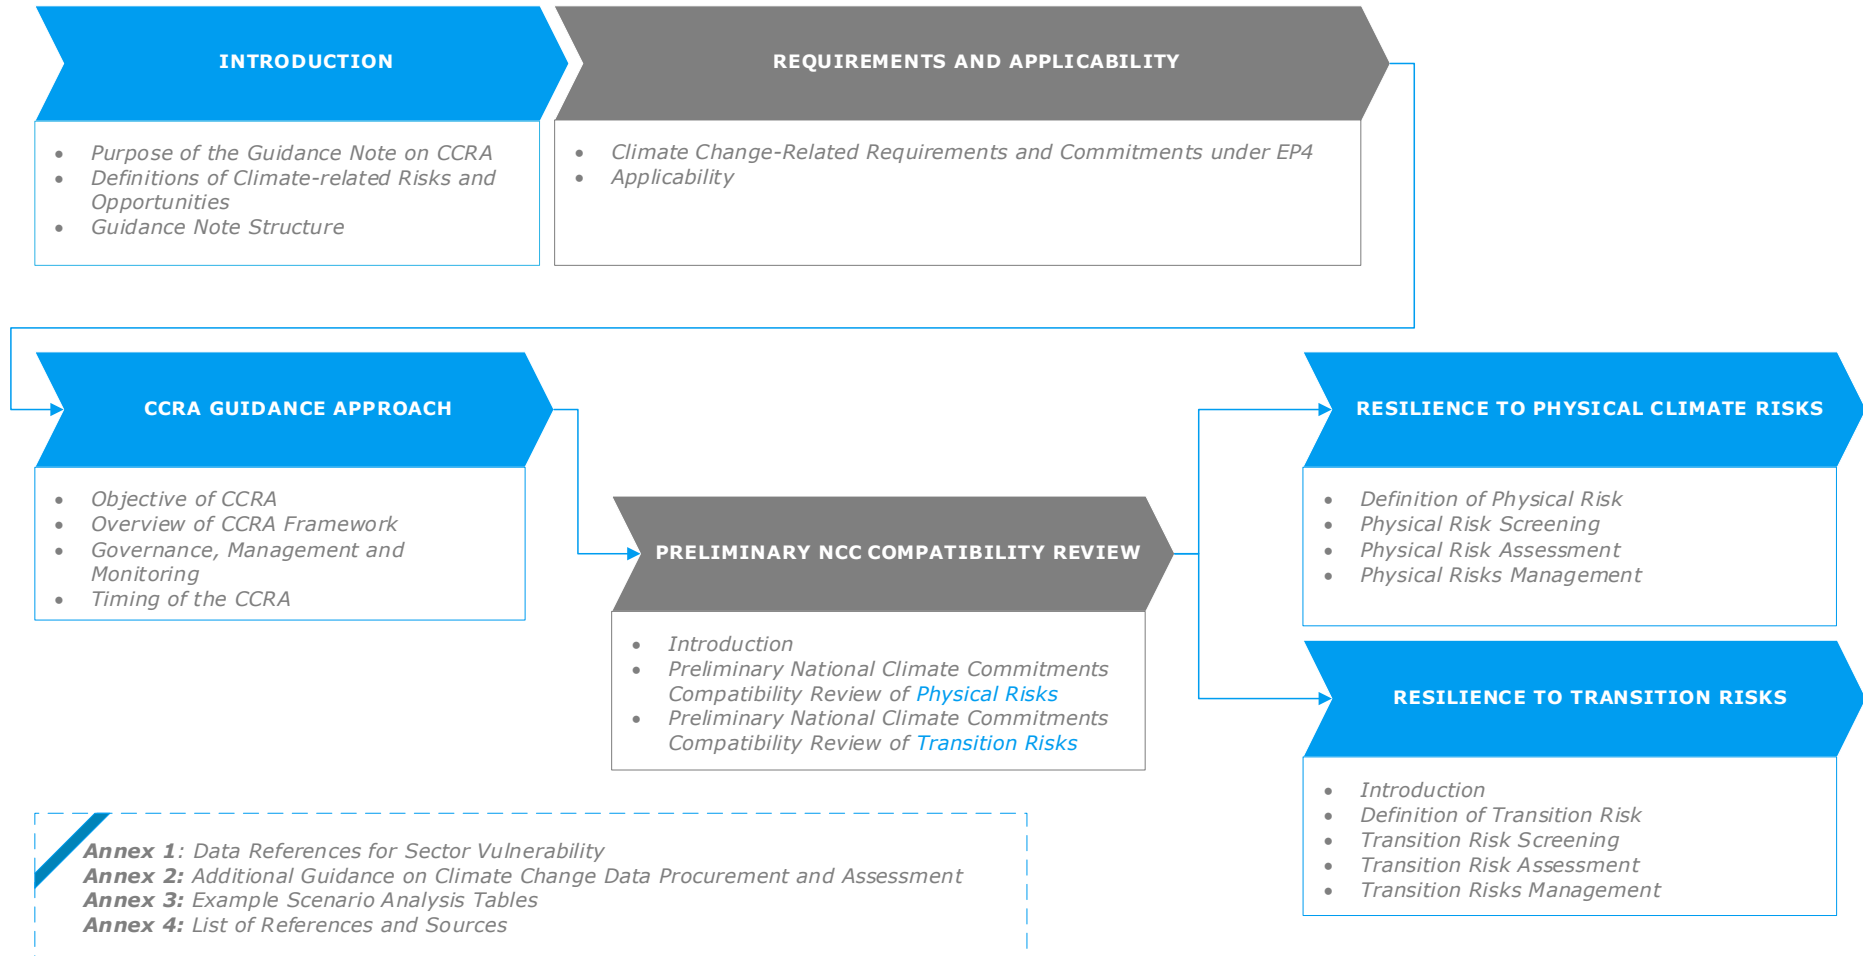 INTRODUCTION
• Purpose of the Guidance Note on CCRA
• Definitions of Climate-related Risks and
Opportunities
• Guidance Note Structure
REQUIREMENTS AND APPLICABILITY
• Climate Change-Related Requirements and Commitments under EP4
• Applicability
CCRA GUIDANCE APPROACH
• Objective of CCRA
• Overview of CCRA Framework
• Governance, Management and
Monitoring
• Timing of the CCRA
PRELIMINARY NCC COMPATIBILITY REVIEW
• Introduction
• Preliminary National Climate Commitments
Compatibility Review of Physical Risks
• Preliminary National Climate Commitments
Compatibility Review of Transition Risks
RESILIENCE TO PHYSICAL CLIMATE RISKS
• Definition of Physical Risk
• Physical Risk Screening
• Physical Risk Assessment
• Physical Risks Management
RESILIENCE TO TRANSITION RISKS
• Introduction
• Definition of Transition Risk
• Transition Risk Screening
• Transition Risk Assessment
• Transition Risks Management
Annex 1: Data References for Sector Vulnerability
Annex 2: Additional Guidance on Climate Change Data Procurement and Assessment
Annex 3: Example Scenario Analysis Tables
Annex 4: List of References and Sources